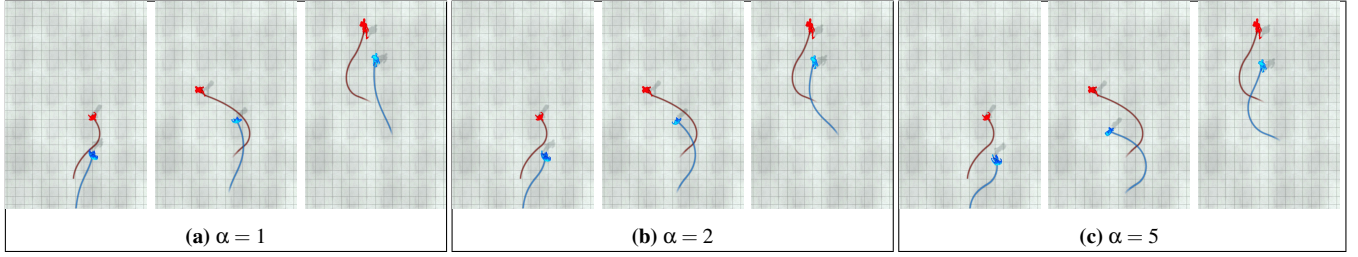 (a) α = 1
(b) α = 2
(c) α = 5